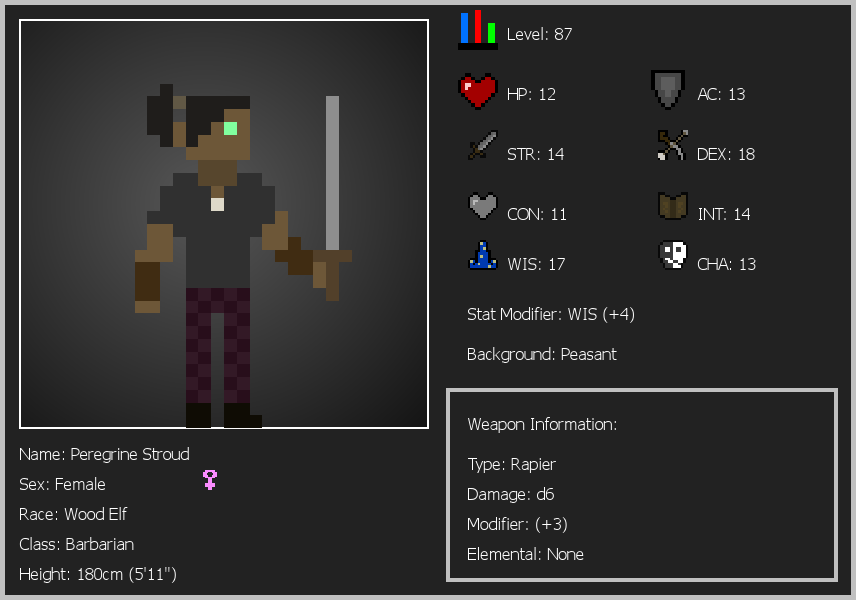 Level: 87
HP: 12
AC: 13
STR: 14
DEX: 18
CON: 11
INT: 14
WIS: 17
CHA: 13
Stat Modifier: WIS (+4)
Background: Peasant
Weapon Information:
Type: Rapier
Damage: d6
Modifier: (+3)
Elemental: None
Name: Peregrine Stroud
Sex: Female
Race: Wood Elf
Class: Barbarian
Height: 180cm (5'11")